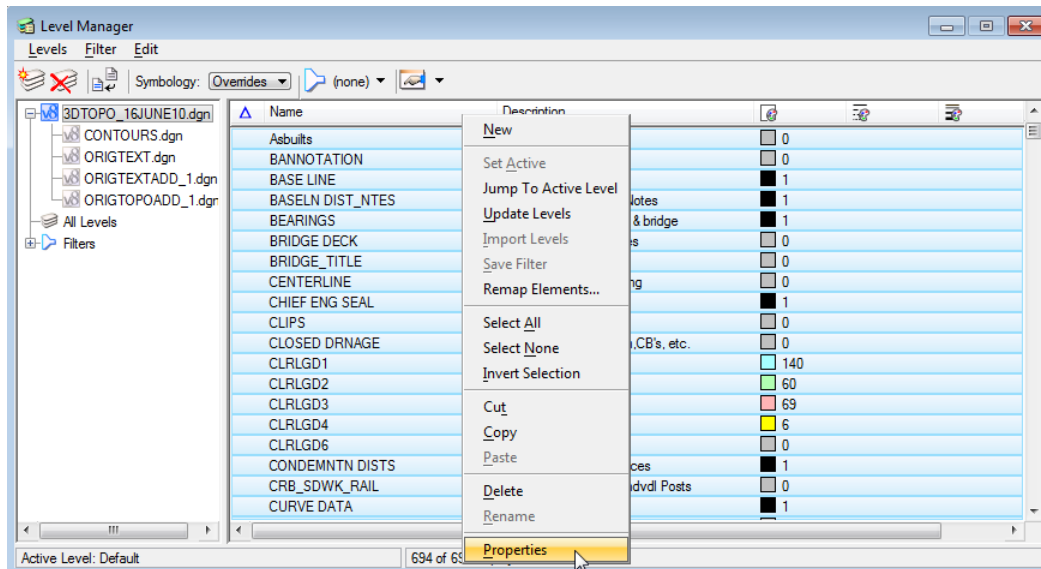 Level Manager
Levels Filter Edit
Symbology: Overrides (none)
Name Description
3DTOPO_16JUNE10.dgn
CONTOURS.dgn
ORIGTEXT.dgn
ORIGTEXTADD_1.dgn
ORIGTOPOADD_1.dgr
All Levels
Filters
Asbuilts 0
BANNOTATION 0
BASE LINE 1
BASELN DIST_NTES Notes 1
BEARINGS & bridge 1
BRIDGE DECK 0
BRIDGE_TITLE 0
CENTERLINE 0
CHIEF ENG SEAL 1
CLIPS 0
CLOSED DRNAGE ,CB's, etc. 0
CLRLGD1 140
CLRLGD2 60
CLRLGD3 69
CLRLGD4 6
CLRLGD6 0
CONDEMNTN DISTS 1
CRB_SDWK_RAIL Posts 0
CURVE DATA 1
New
Set Active
Jump To Active Level
Update Levels
Import Levels
Save Filter
Remap Elements...
Select All
Select None
Invert Selection
Cut
Copy
Paste
Delete
Rename
Properties
Active Level: Default
694 of